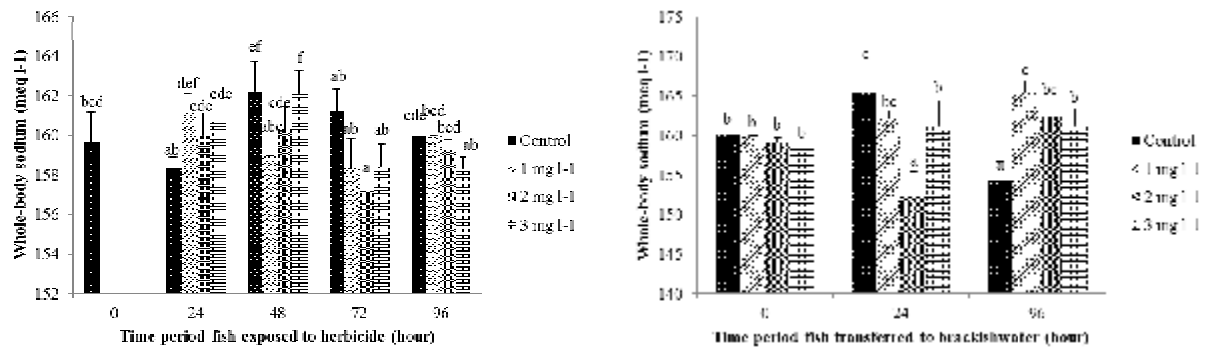 166
164
162
160
158
156
154
152
Whole-body sodium (meq l-1)
bcd
ab
def
cde
cde
abc
cde
f
ab
ab
a
ab
cde
bcd
bcd
ab
0
24
48
72
96
Time period fish exposed to herbicide (hour)
Control
1 mg l-1
2 mg l-1
3 mg l-1
175
170
165
160
155
150
145
140
Whole-body sodium (meq l-1)
b
b
b
b
c
bc
a
b
a
c
bc
b
0
24
96
Time period fish transferred to brackishwater (hour)
Control
1 mg l-1
2 mg l-1
3 mg l-1